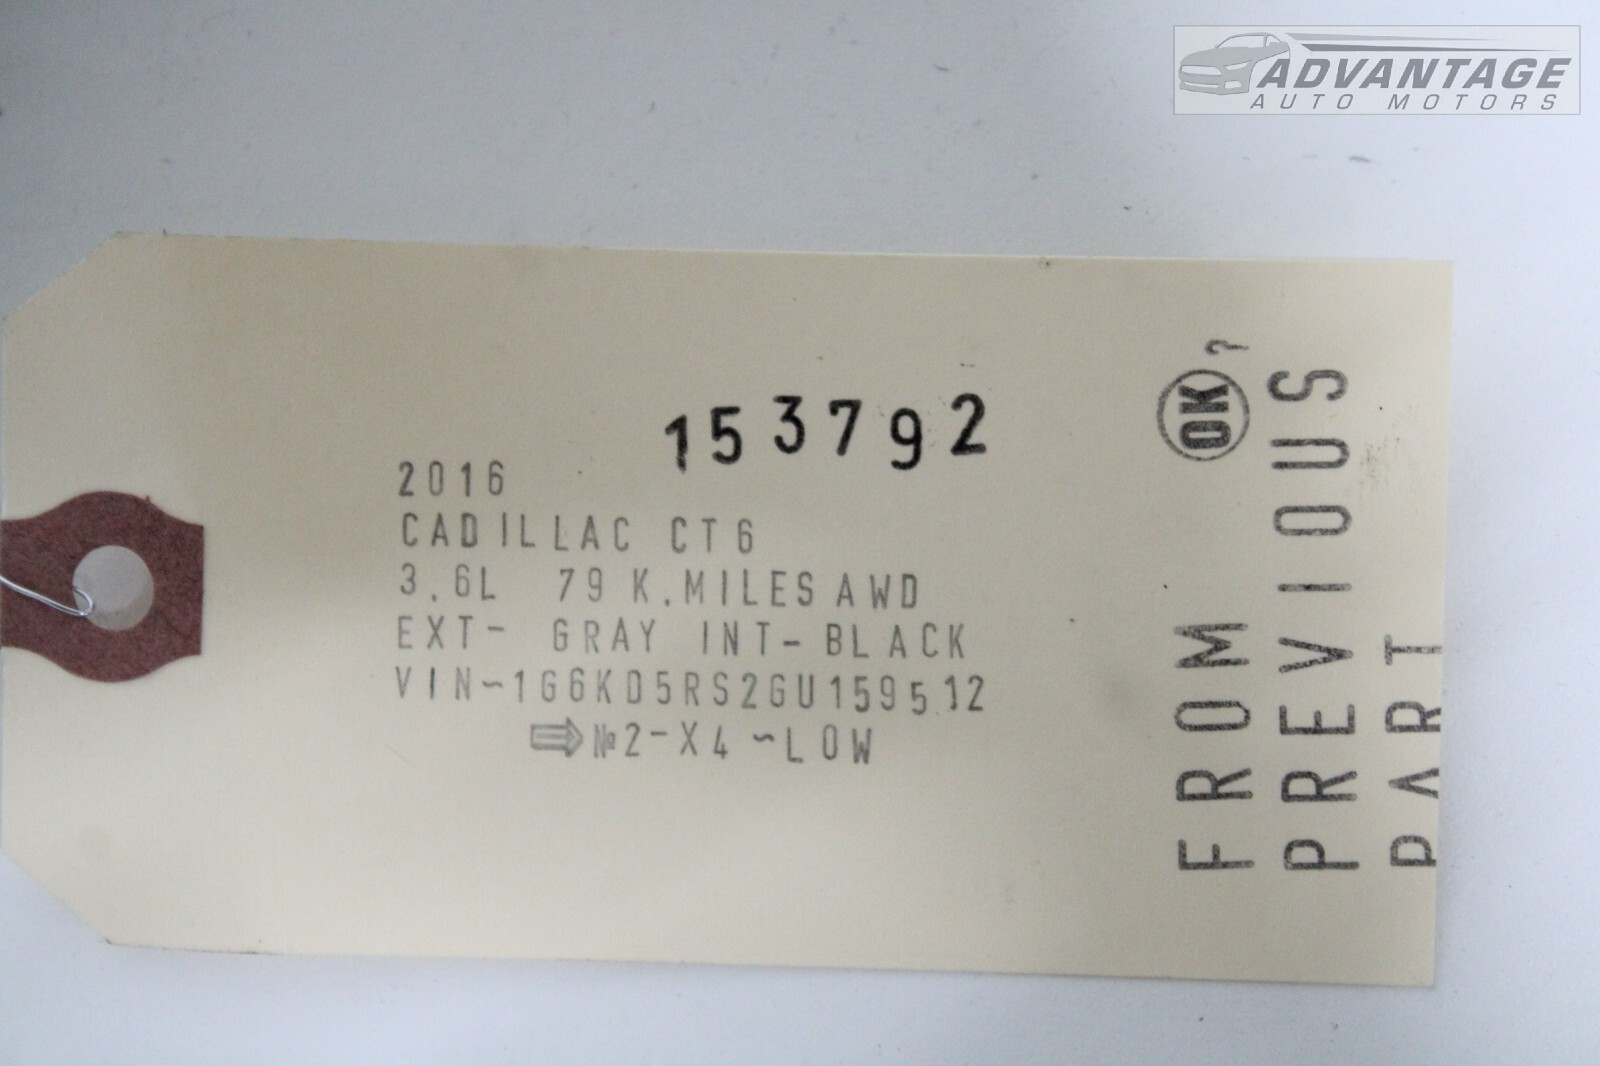 ADVANTAGE
AUTO MOTORS
153792
2016
CADILLAC CT6
3.6L 79 K.MILES AWD
EXT- GRAY INT-BLACK
VIN~1G6KD5RS2GU159512
⇨ №2-X4 ~LOW
OK ?
FROM
PREVIOUS
PART